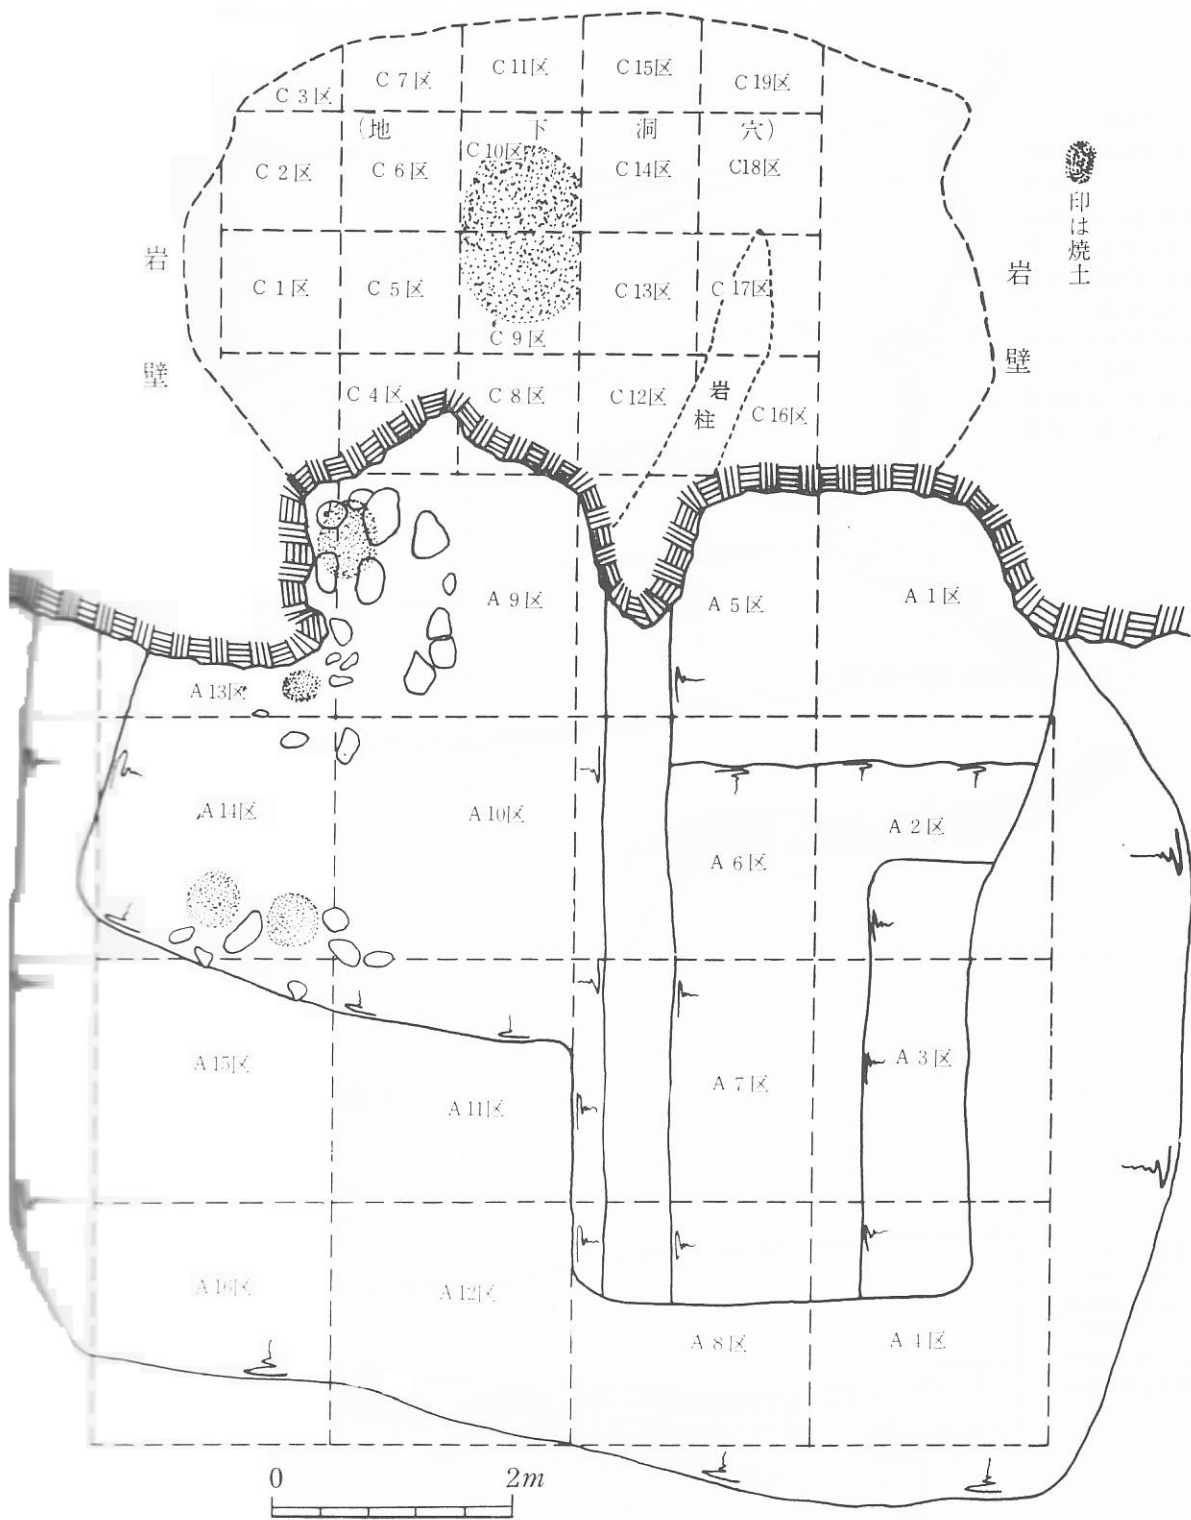 C 3区
C 7区
C 11区
C 15区
C 19区
(地下洞穴)
C 2区
C 6区
C 10区
C 14区
C18区
C 1区
C 5区
C 9区
C 13区
C 17区
C 4区
C 8区
C 12区
C 16区
岩柱
岩壁
岩壁
印は焼土
A 9区
A 5区
A 1区
A 13区
A 14区
A 10区
A 6区
A 2区
A 15区
A 11区
A 7区
A 3区
A 16区
A 12区
A 8区
A 4区
0 2m